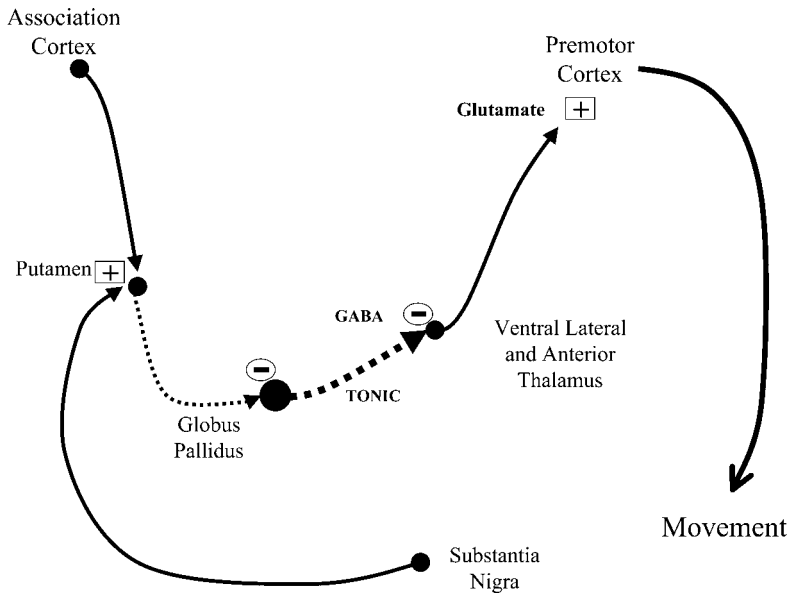 Association
Cortex
Premotor
Cortex
Glutamate +
Putamen +
GABA
Ventral Lateral
and Anterior
Thalamus
TONIC
Globus
Pallidus
Movement
Substantia
Nigra